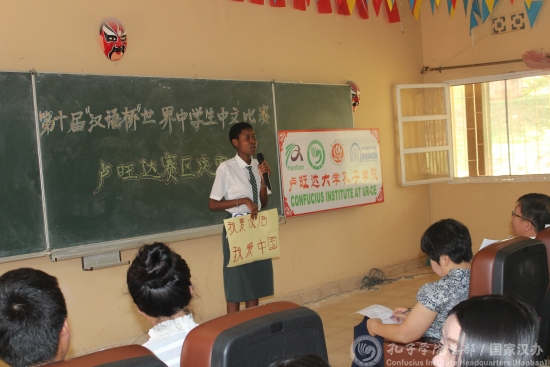 第十届"汉语桥"世界中学生中文比赛
卢旺达赛区决赛
卢旺达大学孔子学院
CONFUCIUS INSTITUTE AT UR-CE
我爱汉语
我爱中国
孔子学院总部/国家汉办
Confucius Institute Headquarters(Hanban)